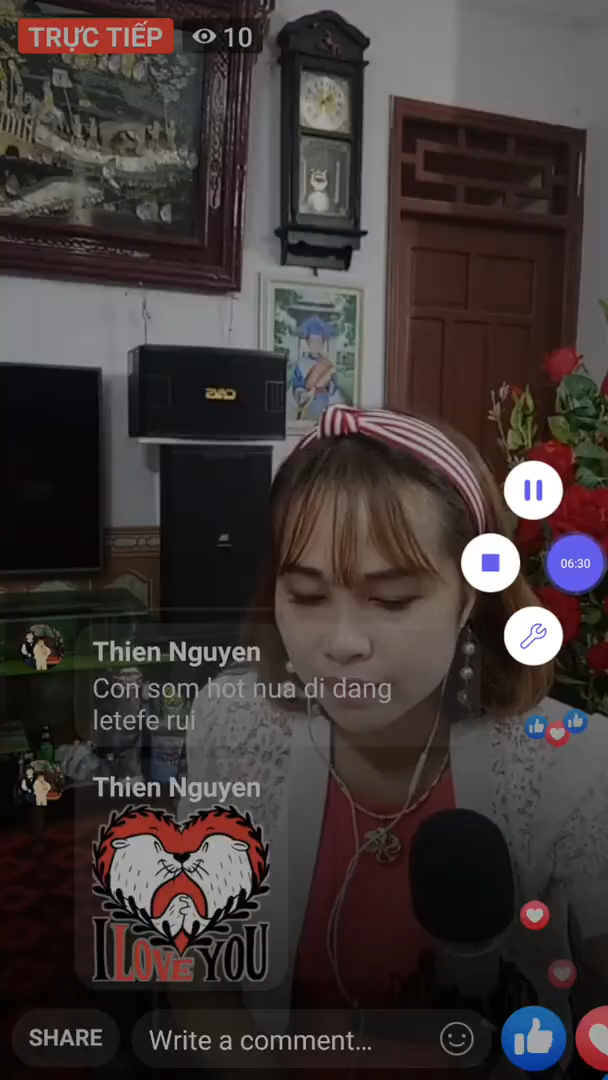 TRỰC TIẾP
10
06:30
Thien Nguyen
Con som hot nua di dang
letefe rui
Thien Nguyen
I LOVE YOU
SHARE
Write a comment...